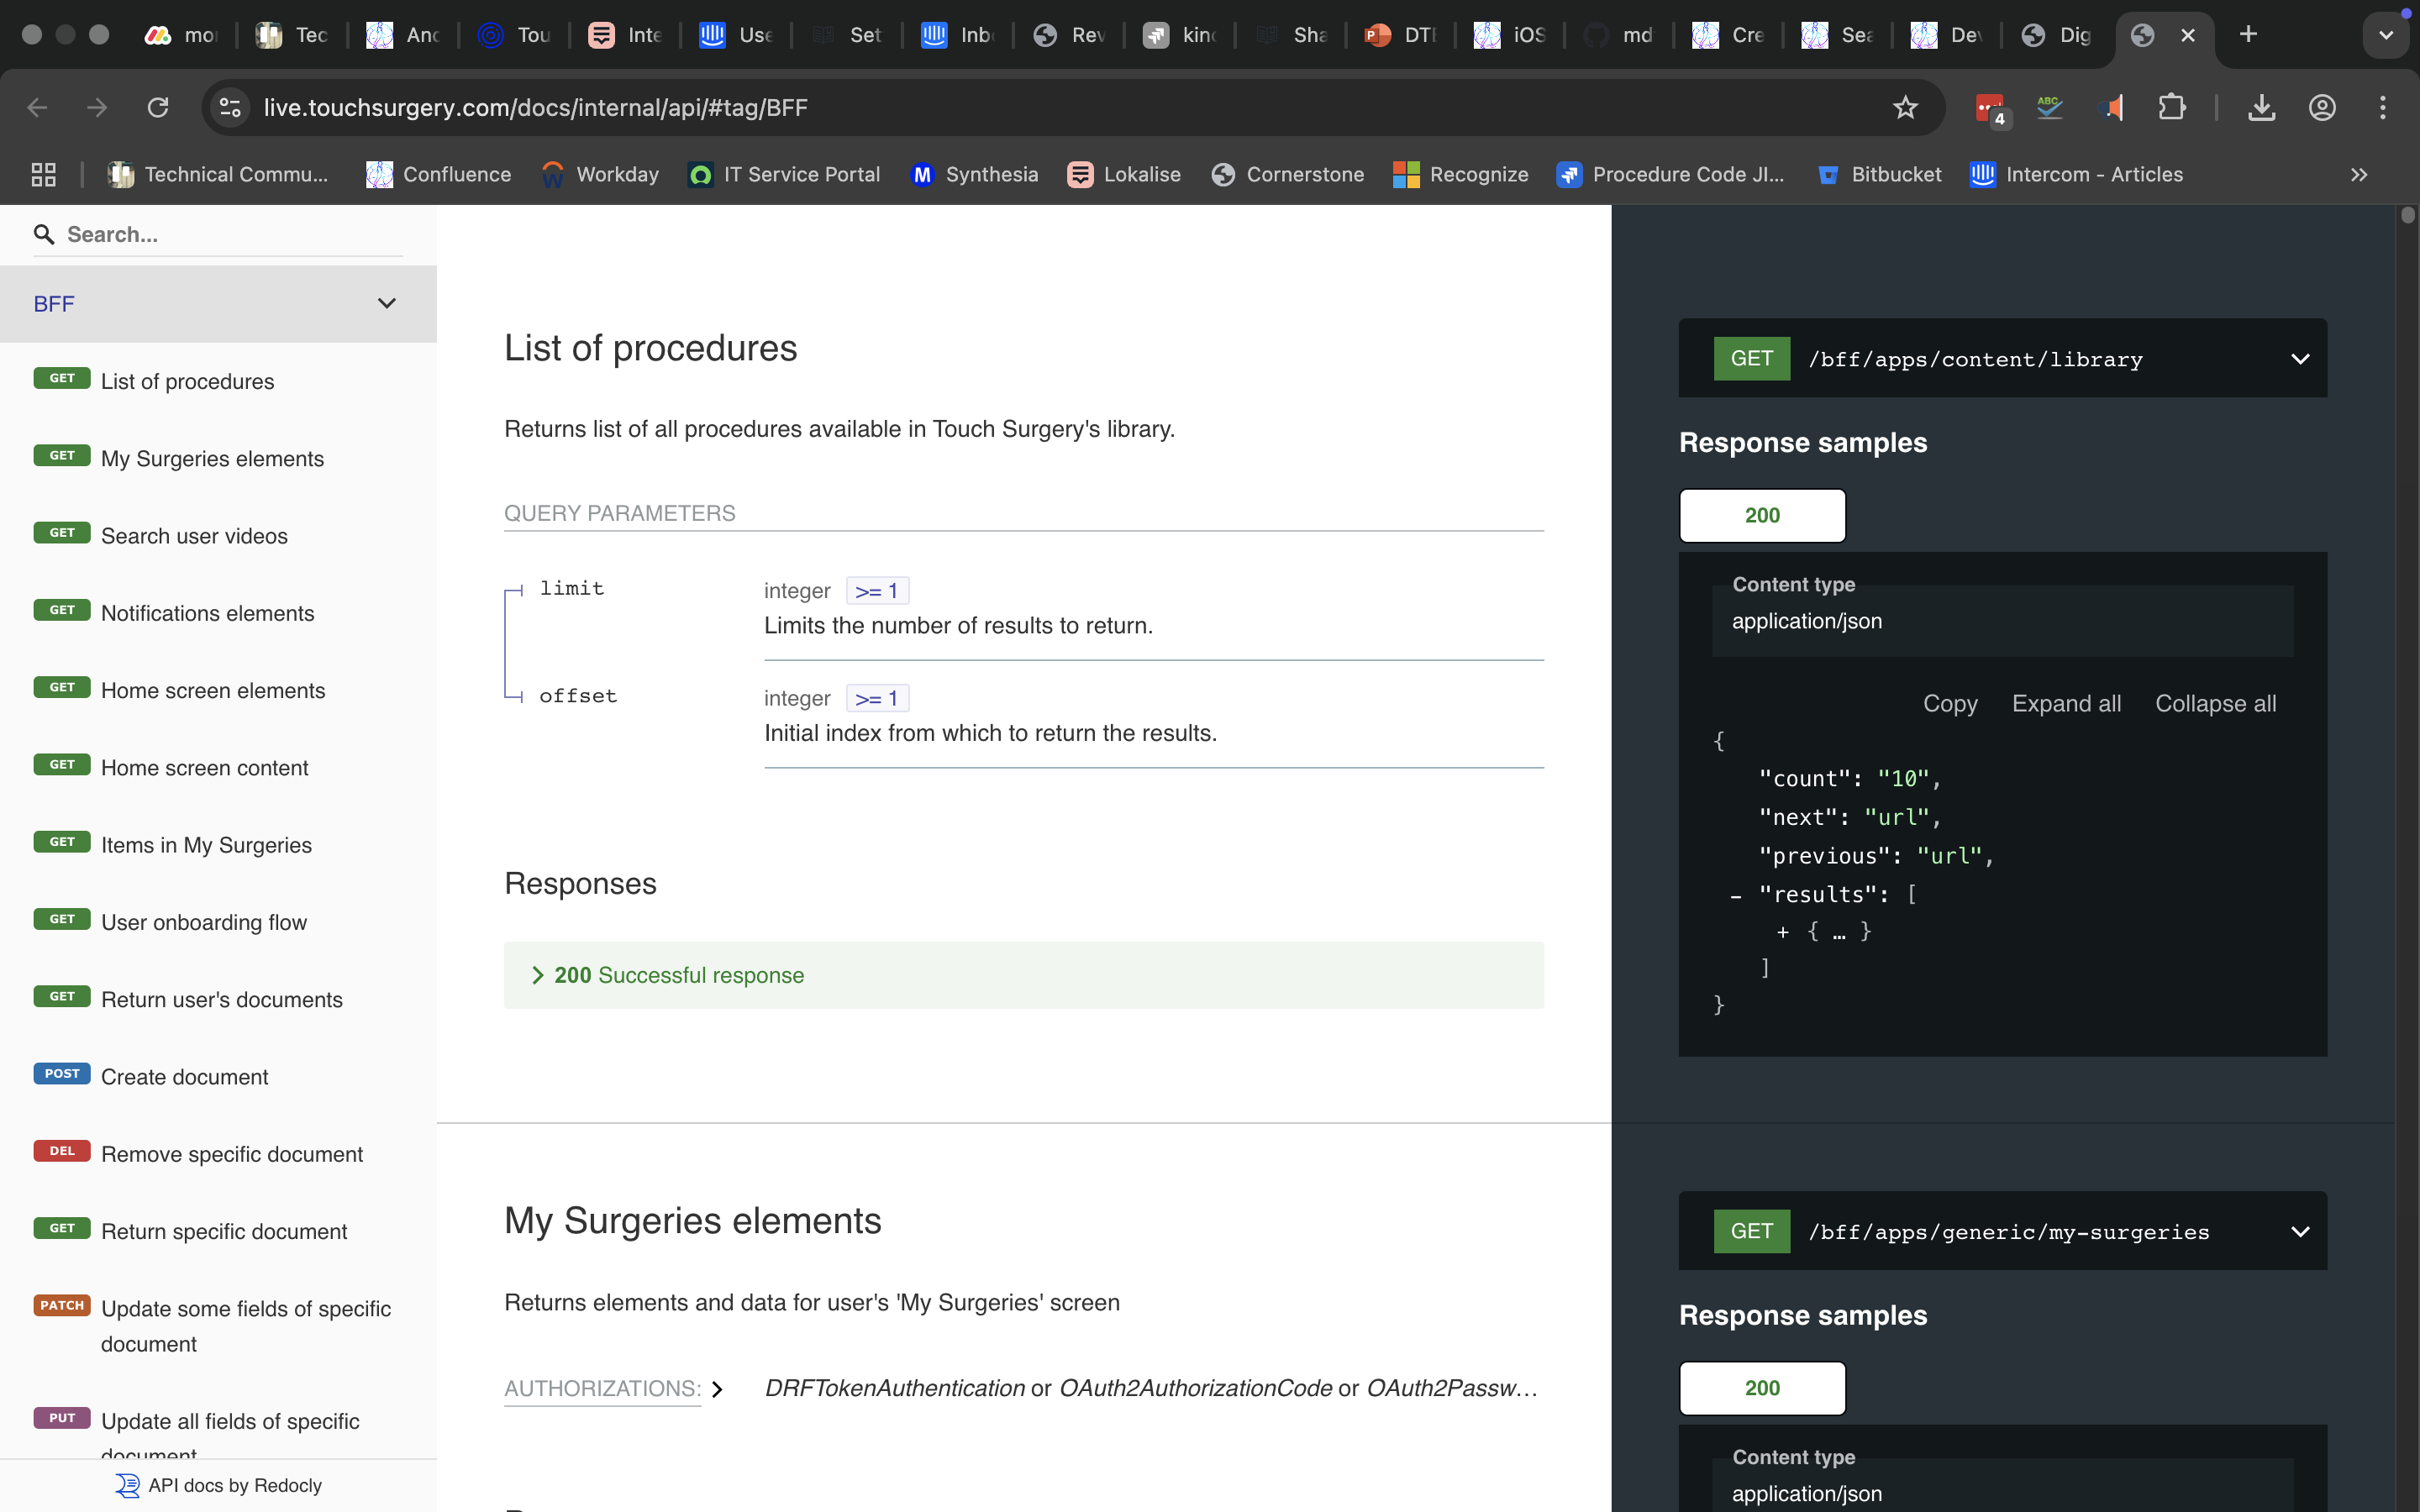 mor
Tec
Anc
Tou
Inte
Use
Set
Inb
Rev
kinc
Sha
DTE
iOS
md
Cre
Sea
Dev
Dig
live.touchsurgery.com/docs/internal/api/#tag/BFF
ABC
4
Technical Commu...
Confluence
Workday
IT Service Portal
Synthesia
Lokalise
Cornerstone
Recognize
Procedure Code JI...
Bitbucket
Intercom - Articles
Search...
BFF
GET List of procedures
GET My Surgeries elements
GET Search user videos
GET Notifications elements
GET Home screen elements
GET Home screen content
GET Items in My Surgeries
GET User onboarding flow
GET Return user's documents
POST Create document
DEL Remove specific document
GET Return specific document
PATCH Update some fields of specific
document
PUT Update all fields of specific
document
API docs by Redocly
List of procedures
Returns list of all procedures available in Touch Surgery's library.
QUERY PARAMETERS
limit
integer >= 1
Limits the number of results to return.
offset
integer >= 1
Initial index from which to return the results.
Responses
200 Successful response
My Surgeries elements
Returns elements and data for user's 'My Surgeries' screen
AUTHORIZATIONS: DRFTokenAuthentication or OAuth2AuthorizationCode or OAuth2Passw...
GET /bff/apps/content/library
Response samples
200
Content type
application/json
Copy Expand all Collapse all
{
"count": "10",
"next": "url",
"previous": "url",
- "results": [
+ { … }
]
}
GET /bff/apps/generic/my-surgeries
Response samples
200
Content type
application/json